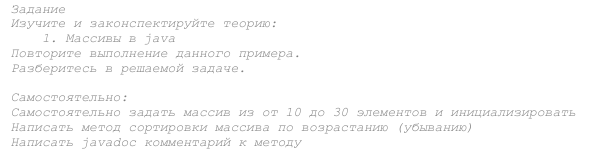 Задание
Изучите и законспектируйте теорию:
1. Массивы в java
Повторите выполнение данного примера.
Разберитесь в решаемой задаче.
Самостоятельно:
Самостоятельно задать массив из от 10 до 30 элементов и инициализировать
Написать метод сортировки массива по возрастанию (убыванию)
Написать javadoc комментарий к методу